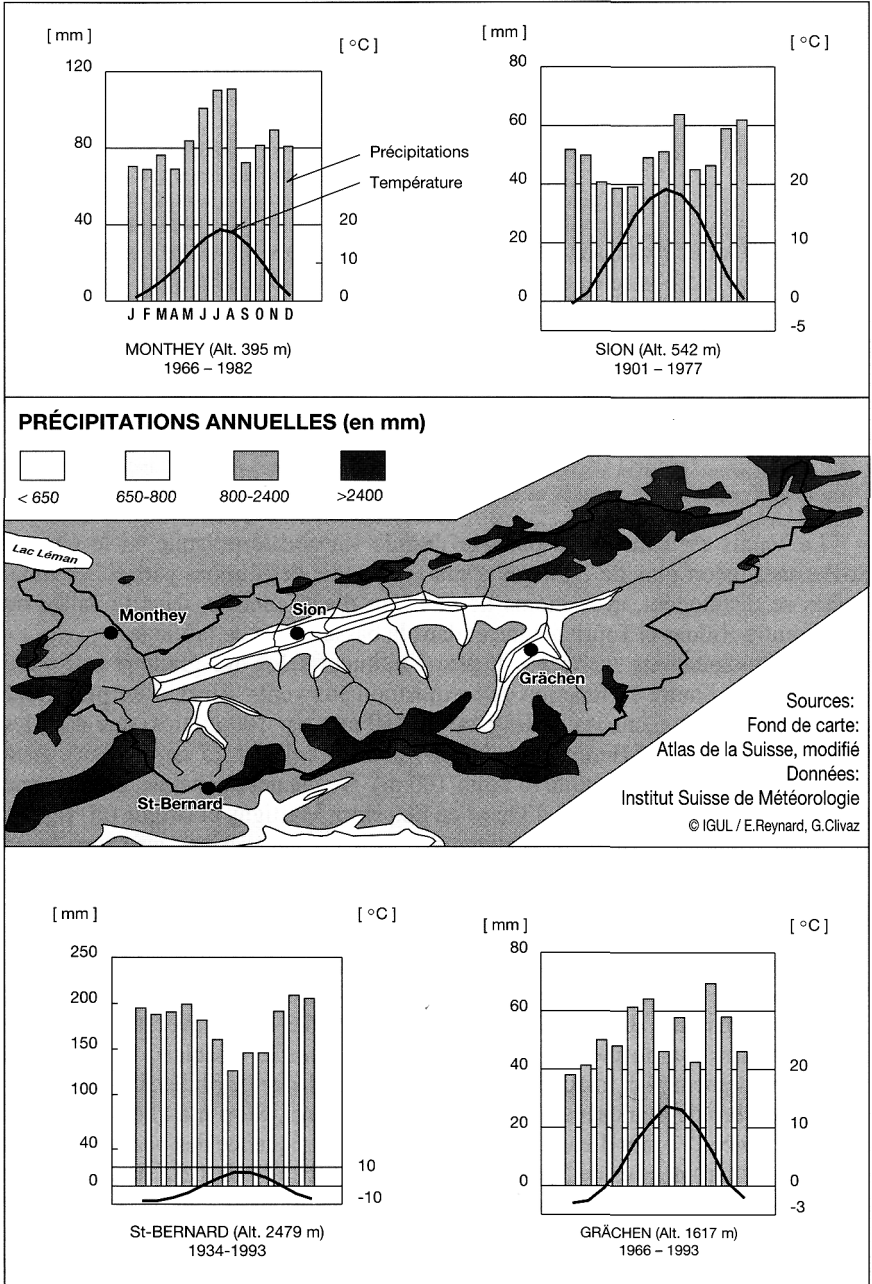 [ mm ]
[ °C ]
120
80
40
0
20
10
0
Précipitations
Température
J F M A M J J A S O N D
MONTHEY (Alt. 395 m)
1966 – 1982
[ mm ]
[ °C ]
80
60
40
20
0
20
10
0
-5
SION (Alt. 542 m)
1901 – 1977
PRÉCIPITATIONS ANNUELLES (en mm)
< 650
650-800
800-2400
>2400
Lac Léman
Monthey
Sion
Grächen
St-Bernard
Sources:
Fond de carte:
Atlas de la Suisse, modifié
Données:
Institut Suisse de Météorologie
© IGUL / E.Reynard, G.Clivaz
[ mm ]
[ °C ]
250
200
150
100
40
0
10
-10
St-BERNARD (Alt. 2479 m)
1934-1993
[ mm ]
[ °C ]
80
60
40
20
0
20
10
0
-3
GRÄCHEN (Alt. 1617 m)
1966 – 1993